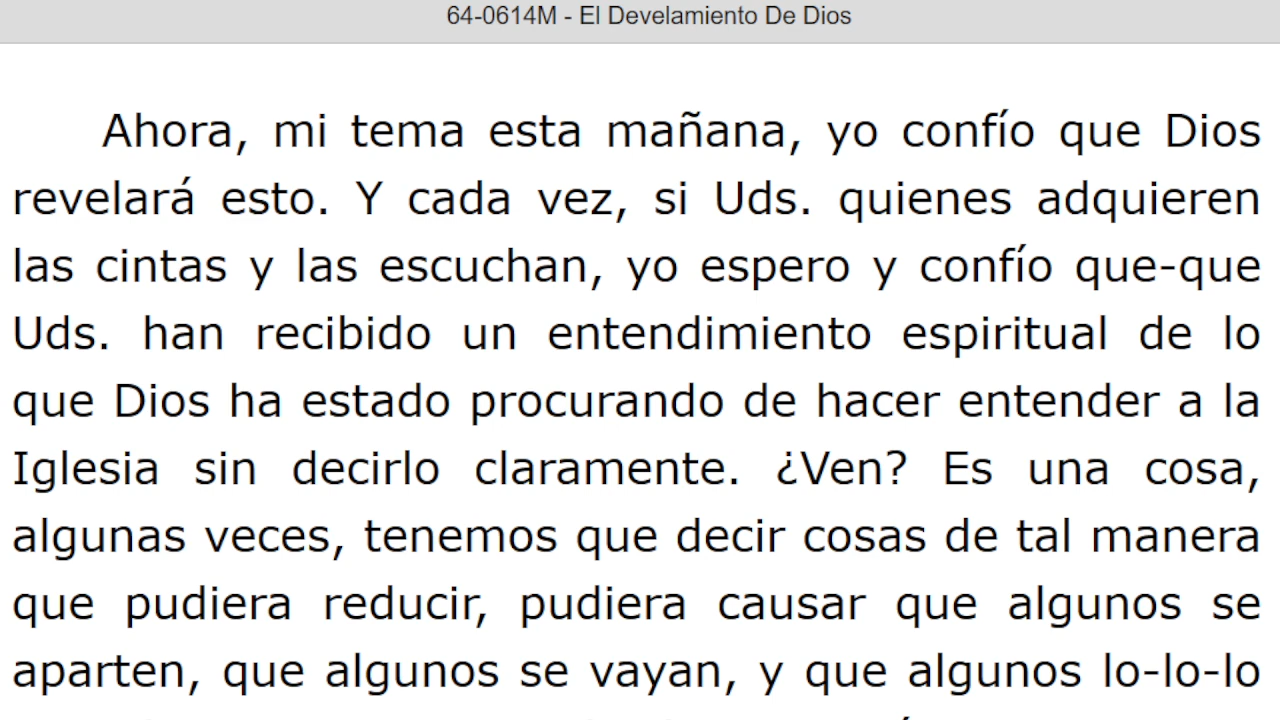 64-0614M - El Develamiento De Dios
Ahora, mi tema esta mañana, yo confío que Dios
revelará esto. Y cada vez, si Uds. quienes adquieren
las cintas y las escuchan, yo espero y confío que-que
Uds. han recibido un entendimiento espiritual de lo
que Dios ha estado procurando de hacer entender a la
Iglesia sin decirlo claramente. ¿Ven? Es una cosa,
algunas veces, tenemos que decir cosas de tal manera
que pudiera reducir, pudiera causar que algunos se
aparten, que algunos se vayan, y que algunos lo-lo-lo